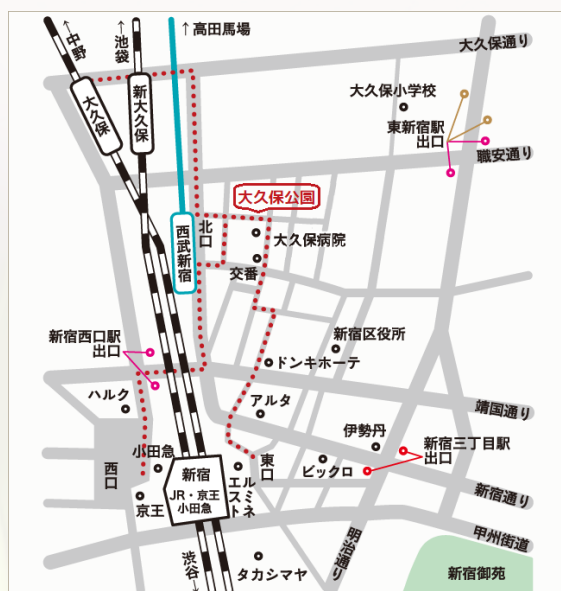 ←中野
←池袋
↑高田馬場
大久保通り
大久保
新大久保
大久保小学校
東新宿駅
出口
職安通り
大久保公園
西武新宿
北口
大久保病院
交番
新宿西口駅
出口
新宿区役所
ドンキホーテ
ハルク
アルタ
靖国通り
伊勢丹
新宿三丁目駅
出口
小田急
西口
新宿
JR・京王
小田急
東口
ルミネ
エスト
ビックロ
新宿通り
京王
甲州街道
明治通り
渋谷→
タカシマヤ
新宿御苑